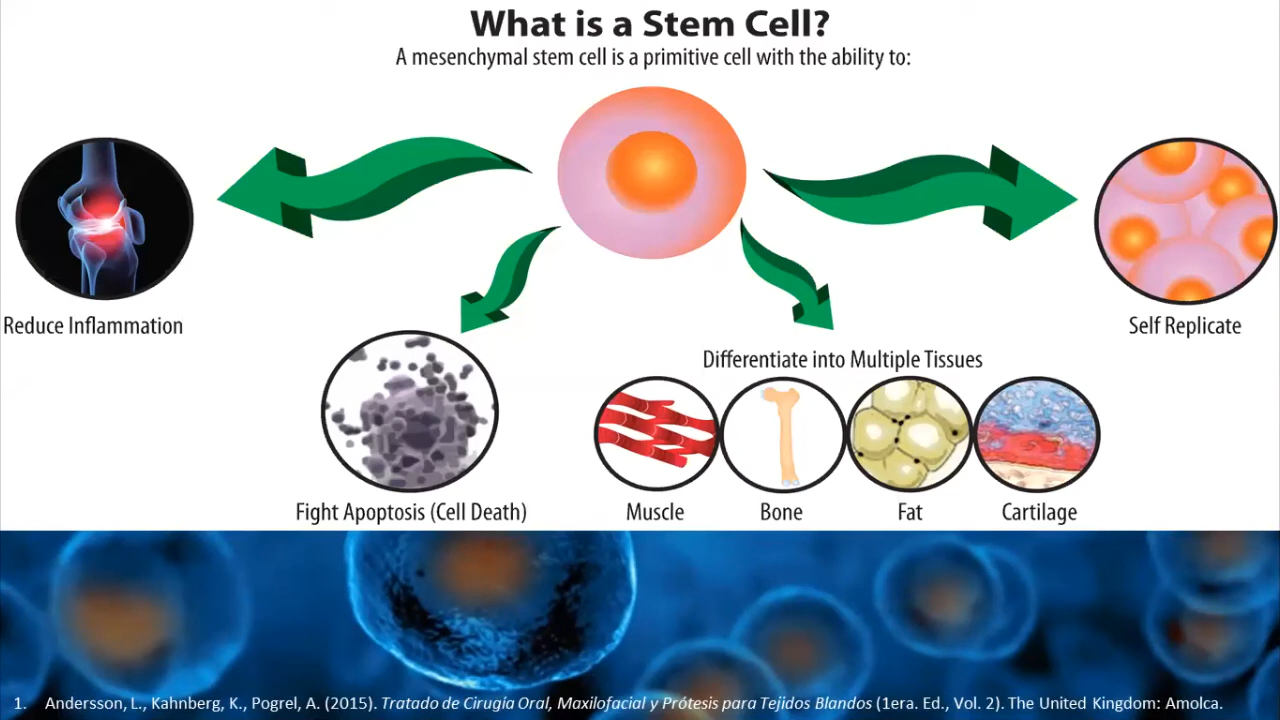 What is a Stem Cell?
A mesenchymal stem cell is a primitive cell with the ability to:
Reduce Inflammation
Self Replicate
Differentiate into Multiple Tissues
Fight Apoptosis (Cell Death)
Muscle
Bone
Fat
Cartilage
1. Andersson, L., Kahnberg, K., Pogrel, A. (2015). Tratado de Cirugía Oral, Maxilofacial y Prótesis para Tejidos Blandos (1era. Ed., Vol. 2). The United Kingdom: Amolca.